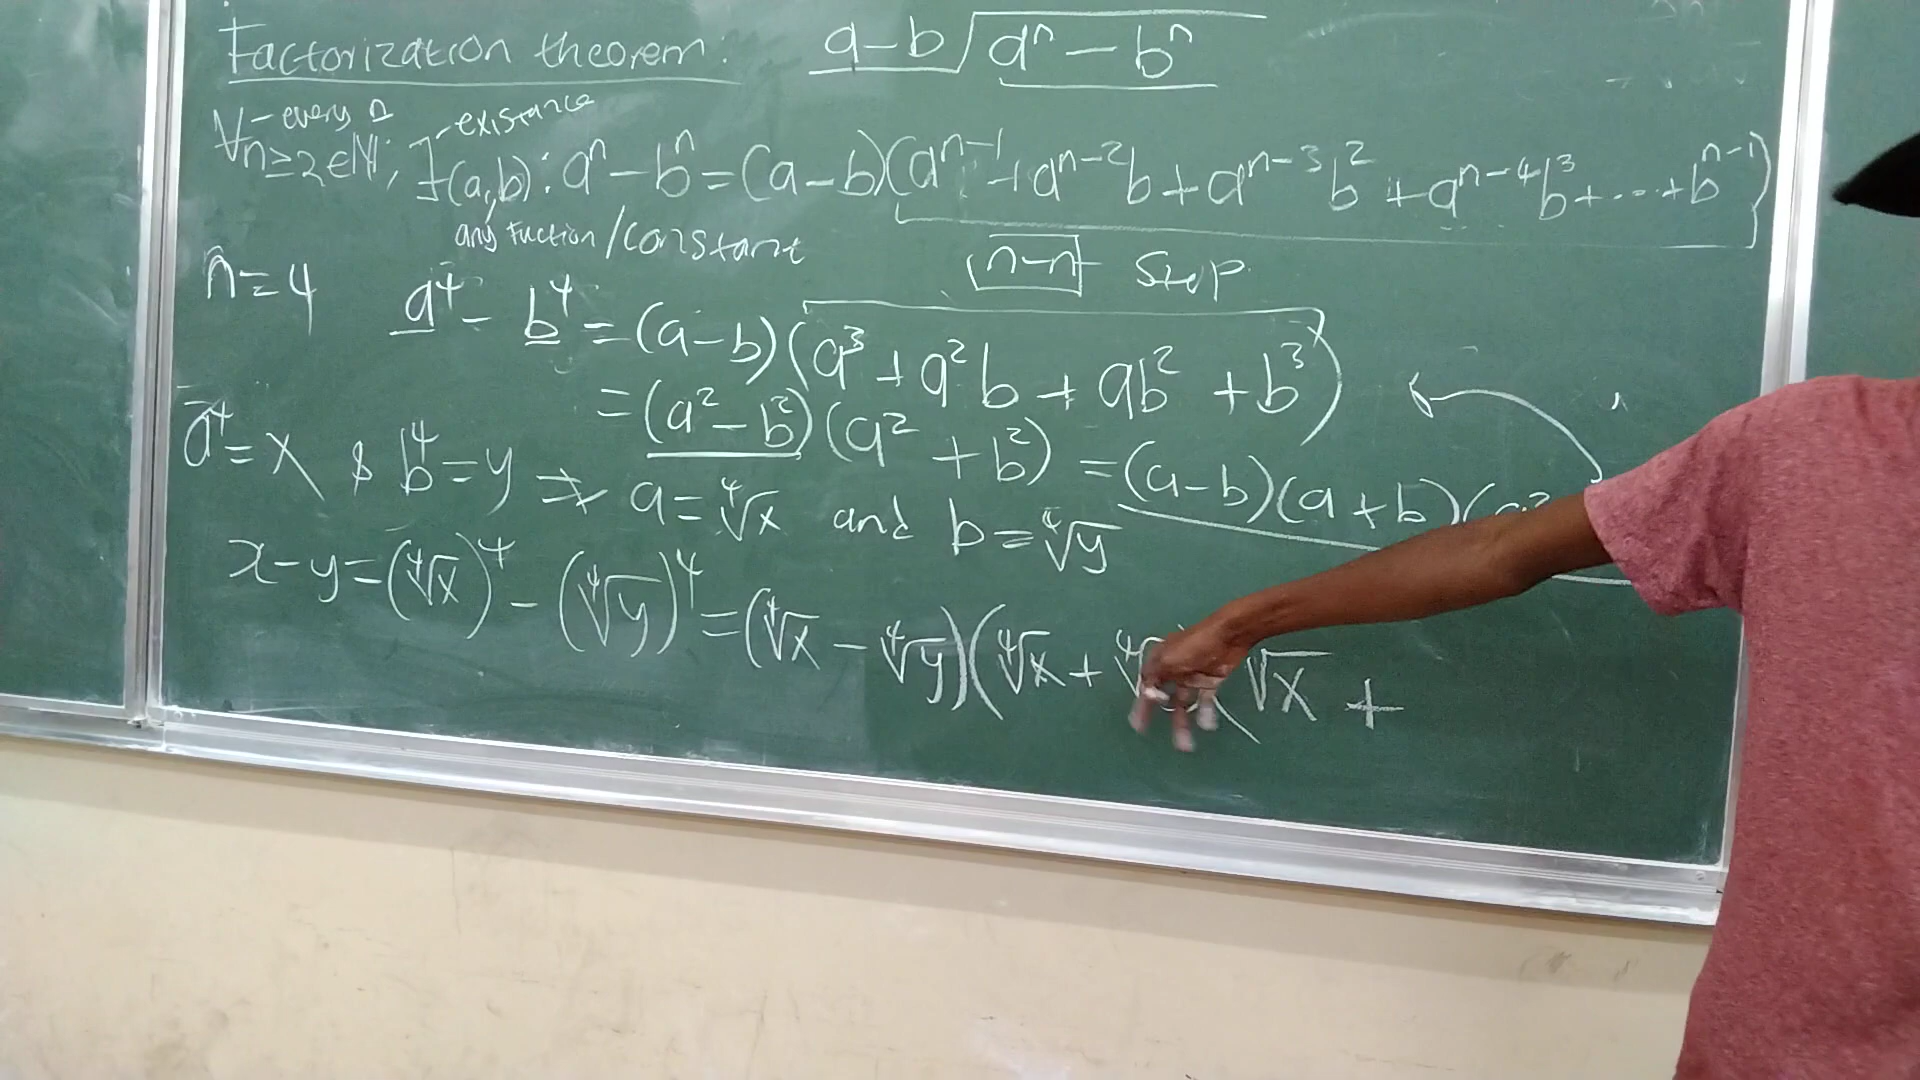 Factorization theorem: a-b √(aⁿ - bⁿ)
∀ - every n ∃ - existance
n≥2∈ℕ; ∃(a,b): aⁿ - bⁿ = (a-b)(aⁿ⁻¹ + aⁿ⁻²b + aⁿ⁻³b² + aⁿ⁻⁴b³ + ... + bⁿ⁻¹)
any fuction/constant
n-n stop
n=4 a⁴ - b⁴ = (a-b)(a³ + a²b + ab² + b³)
= (a² - b²)(a² + b²) = (a-b)(a+b)(a²
a⁴ = x & b⁴ = y ⇒ a = ⁴√x and b = ⁴√y
x-y = (⁴√x)⁴ - (⁴√y)⁴ = (⁴√x - ⁴√y)(⁴√x + ⁴√ √x +